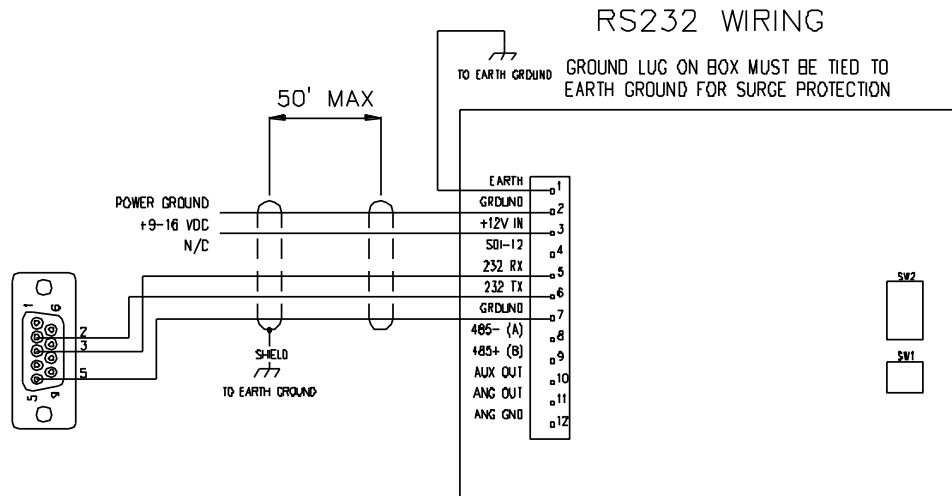 RS232 WIRING
TO EARTH GROUND
GROUND LUG ON BOX MUST BE TIED TO
EARTH GROUND FOR SURGE PROTECTION
50' MAX
POWER GROUND
+9-16 VDC
N/C
EARTH
GROUND
+12V IN
SDI-12
232 RX
232 TX
GROUND
485- (A)
485+ (B)
AUX OUT
ANG OUT
ANG GND
1
2
3
4
5
6
7
8
9
10
11
12
SW2
SW1
1
6
2
3
5
5
9
SHIELD
TO EARTH GROUND